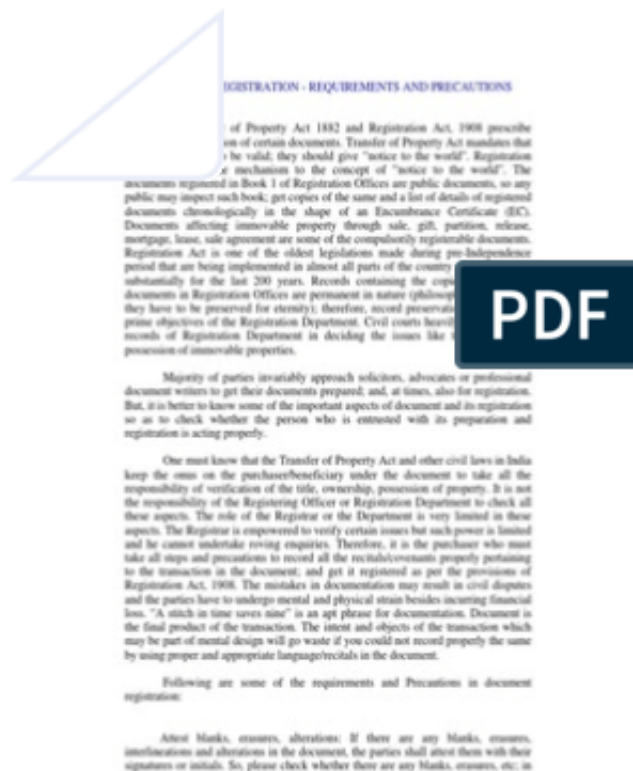 REGISTRATION - REQUIREMENTS AND PRECAUTIONS
of Property Act 1882 and Registration Act, 1908 prescribe
of certain documents. Transfer of Property Act mandates that
be valid; they should give "notice to the world". Registration
mechanism to the concept of "notice to the world". The
documents registered in Book 1 of Registration Offices are public documents, so any
public may inspect such book; get copies of the same and a list of details of registered
documents chronologically in the shape of an Encumbrance Certificate (EC).
Documents affecting immovable property through sale, gift, partition, release,
mortgage, lease, sale agreement are some of the compulsorily registerable documents.
Registration Act is one of the oldest legislations made during pre-Independence
period that are being implemented in almost all parts of the country
substantially for the last 200 years. Records containing the
documents in Registration Offices are permanent in nature
they have to be preserved for eternity); therefore, record
prime objectives of the Registration Department. Civil courts
records of Registration Department in deciding the issues like
possession of immovable properties.
PDF
Majority of parties invariably approach solicitors, advocates or professional
document writers to get their documents prepared; and, at times, also for registration.
But, it is better to know some of the important aspects of document and its registration
so as to check whether the person who is entrusted with its preparation and
registration is acting properly.
One must know that the Transfer of Property Act and other civil laws in India
keep the onus on the purchaser/beneficiary under the document to take all the
responsibility of verification of the title, ownership, possession of property. It is not
the responsibility of the Registering Officer or Registration Department to check all
these aspects. The role of the Registrar or the Department is very limited in these
aspects. The Registrar is empowered to verify certain issues but such power is limited
and he cannot undertake roving enquiries. Therefore, it is the purchaser who must
take all steps and precautions to record all the recitals/covenants properly pertaining
to the transaction in the document; and get it registered as per the provisions of
Registration Act, 1908. The mistakes in documentation may result in civil disputes
and the parties have to undergo mental and physical strain besides incurring financial
loss. "A stitch in time saves nine" is an apt phrase for documentation. Document is
the final product of the transaction. The intent and objects of the transaction which
may be part of mental design will go waste if you could not record properly the same
by using proper and appropriate language/recitals in the document.
Following are some of the requirements and Precautions in document
registration:
Attest blanks, erasures, alterations: If there are any blanks, erasures,
interlineations and alterations in the document, the parties shall attest them with their
signatures or initials. So, please check whether there are any blanks, erasures, etc; in